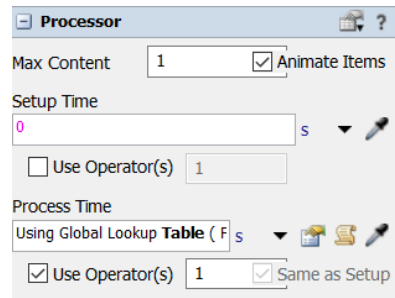 Processor ?
Max Content 1 Animate Items
Setup Time
0 s
Use Operator(s) 1
Process Time
Using Global Lookup Table ( F s
Use Operator(s) 1 Same as Setup